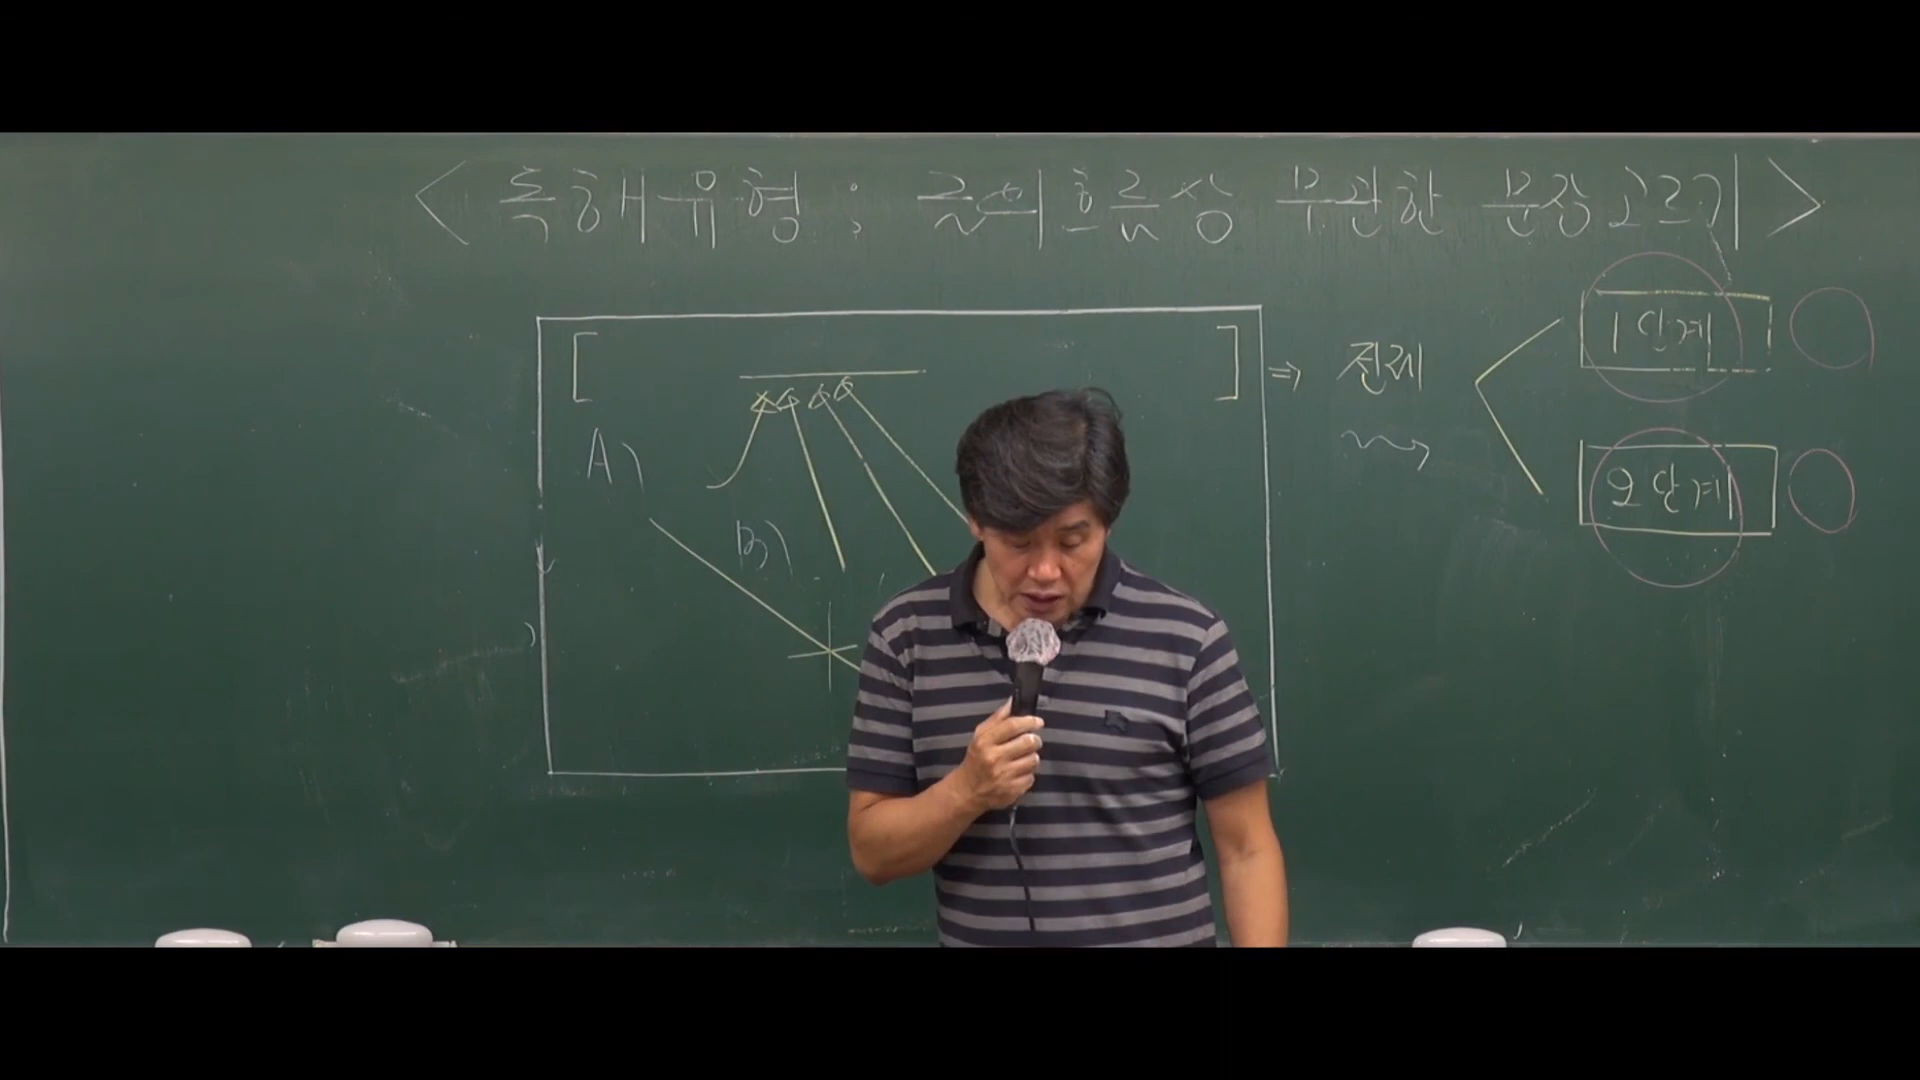 < 독해유형 : 글의 흐름상 무관한 문장 고르기 >
[ ] ⇒ 전제
1단계
A)
2단계
B)